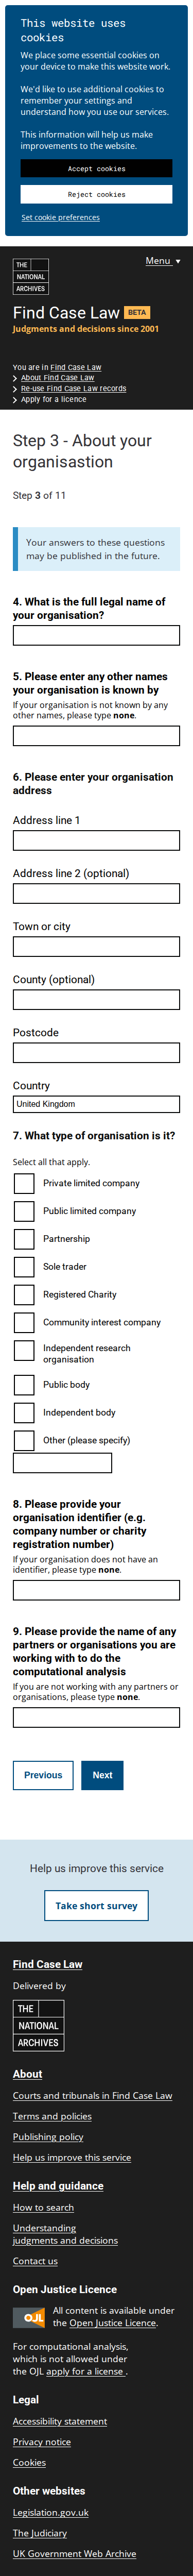 This website uses
cookies
We place some essential cookies on
your device to make this website work.
We'd like to use additional cookies to
remember your settings and
understand how you use our services.
This information will help us make
improvements to the website.
Accept cookies
Reject cookies
Set cookie preferences
THE
NATIONAL
ARCHIVES
Menu
Find Case Law BETA
Judgments and decisions since 2001
You are in Find Case Law
About Find Case Law
Re-use Find Case Law records
Apply for a licence
Step 3 - About your
organisastion
Step 3 of 11
Your answers to these questions
may be published in the future.
4. What is the full legal name of
your organisation?
5. Please enter any other names
your organisation is known by
If your organisation is not known by any
other names, please type none.
6. Please enter your organisation
address
Address line 1
Address line 2 (optional)
Town or city
County (optional)
Postcode
Country
United Kingdom
7. What type of organisation is it?
Select all that apply.
Private limited company
Public limited company
Partnership
Sole trader
Registered Charity
Community interest company
Independent research
organisation
Public body
Independent body
Other (please specify)
8. Please provide your
organisation identifier (e.g.
company number or charity
registration number)
If your organisation does not have an
identifier, please type none.
9. Please provide the name of any
partners or organisations you are
working with to do the
computational analysis
If you are not working with any partners or
organisations, please type none.
Previous
Next
Help us improve this service
Take short survey
Find Case Law
Delivered by
THE
NATIONAL
ARCHIVES
About
Courts and tribunals in Find Case Law
Terms and policies
Publishing policy
Help us improve this service
Help and guidance
How to search
Understanding
judgments and decisions
Contact us
Open Justice Licence
OJL
All content is available under
the Open Justice Licence.
For computational analysis,
which is not allowed under
the OJL apply for a license .
Legal
Accessibility statement
Privacy notice
Cookies
Other websites
Legislation.gov.uk
The Judiciary
UK Government Web Archive